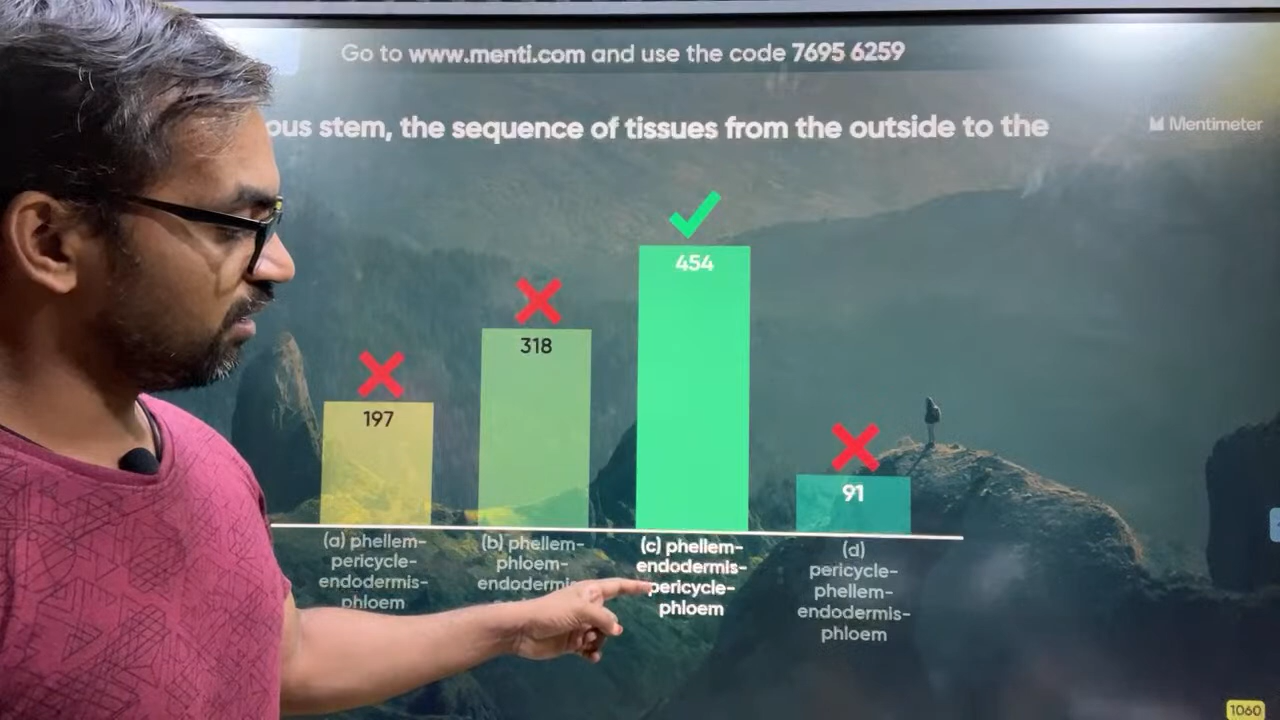 Go to www.menti.com and use the code 7695 6259
ous stem, the sequence of tissues from the outside to the
Mentimeter
454
318
197
91
(a) phellem-
pericycle-
endodermis-
phloem
(b) phellem-
phloem-
(c) phellem-
endodermis-
pericycle-
phloem
(d)
pericycle-
phellem-
endodermis-
phloem
1060